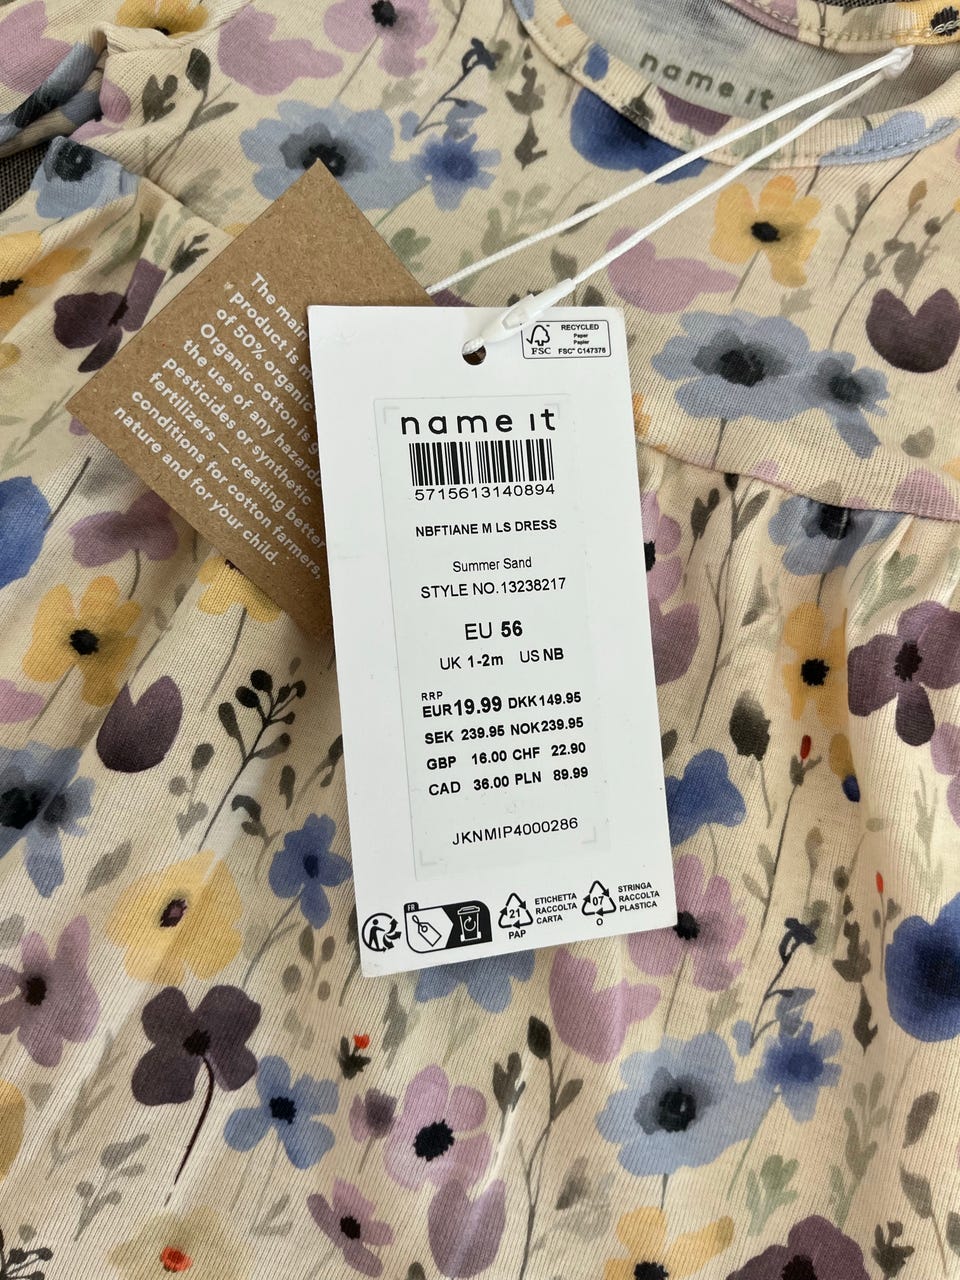 name it
The main
product is m
of 50% organic
Organic cotton is g
the use of any hazardo
pesticides or synthetic
fertilizers — creating better
conditions for cotton farmers,
nature and for your child.
FSC
RECYCLED
Paper
Papier
FSC™ C147376
name it
5715613140894
NBFTIANE M LS DRESS
Summer Sand
STYLE NO.13238217
EU 56
UK 1-2m US NB
RRP
EUR19.99 DKK149.95
SEK 239.95 NOK239.95
GBP 16.00 CHF 22.90
CAD 36.00 PLN 89.99
JKNMIP4000286
FR
21
PAP
ETICHETTA
RACCOLTA
CARTA
07
O
STRINGA
RACCOLTA
PLASTICA